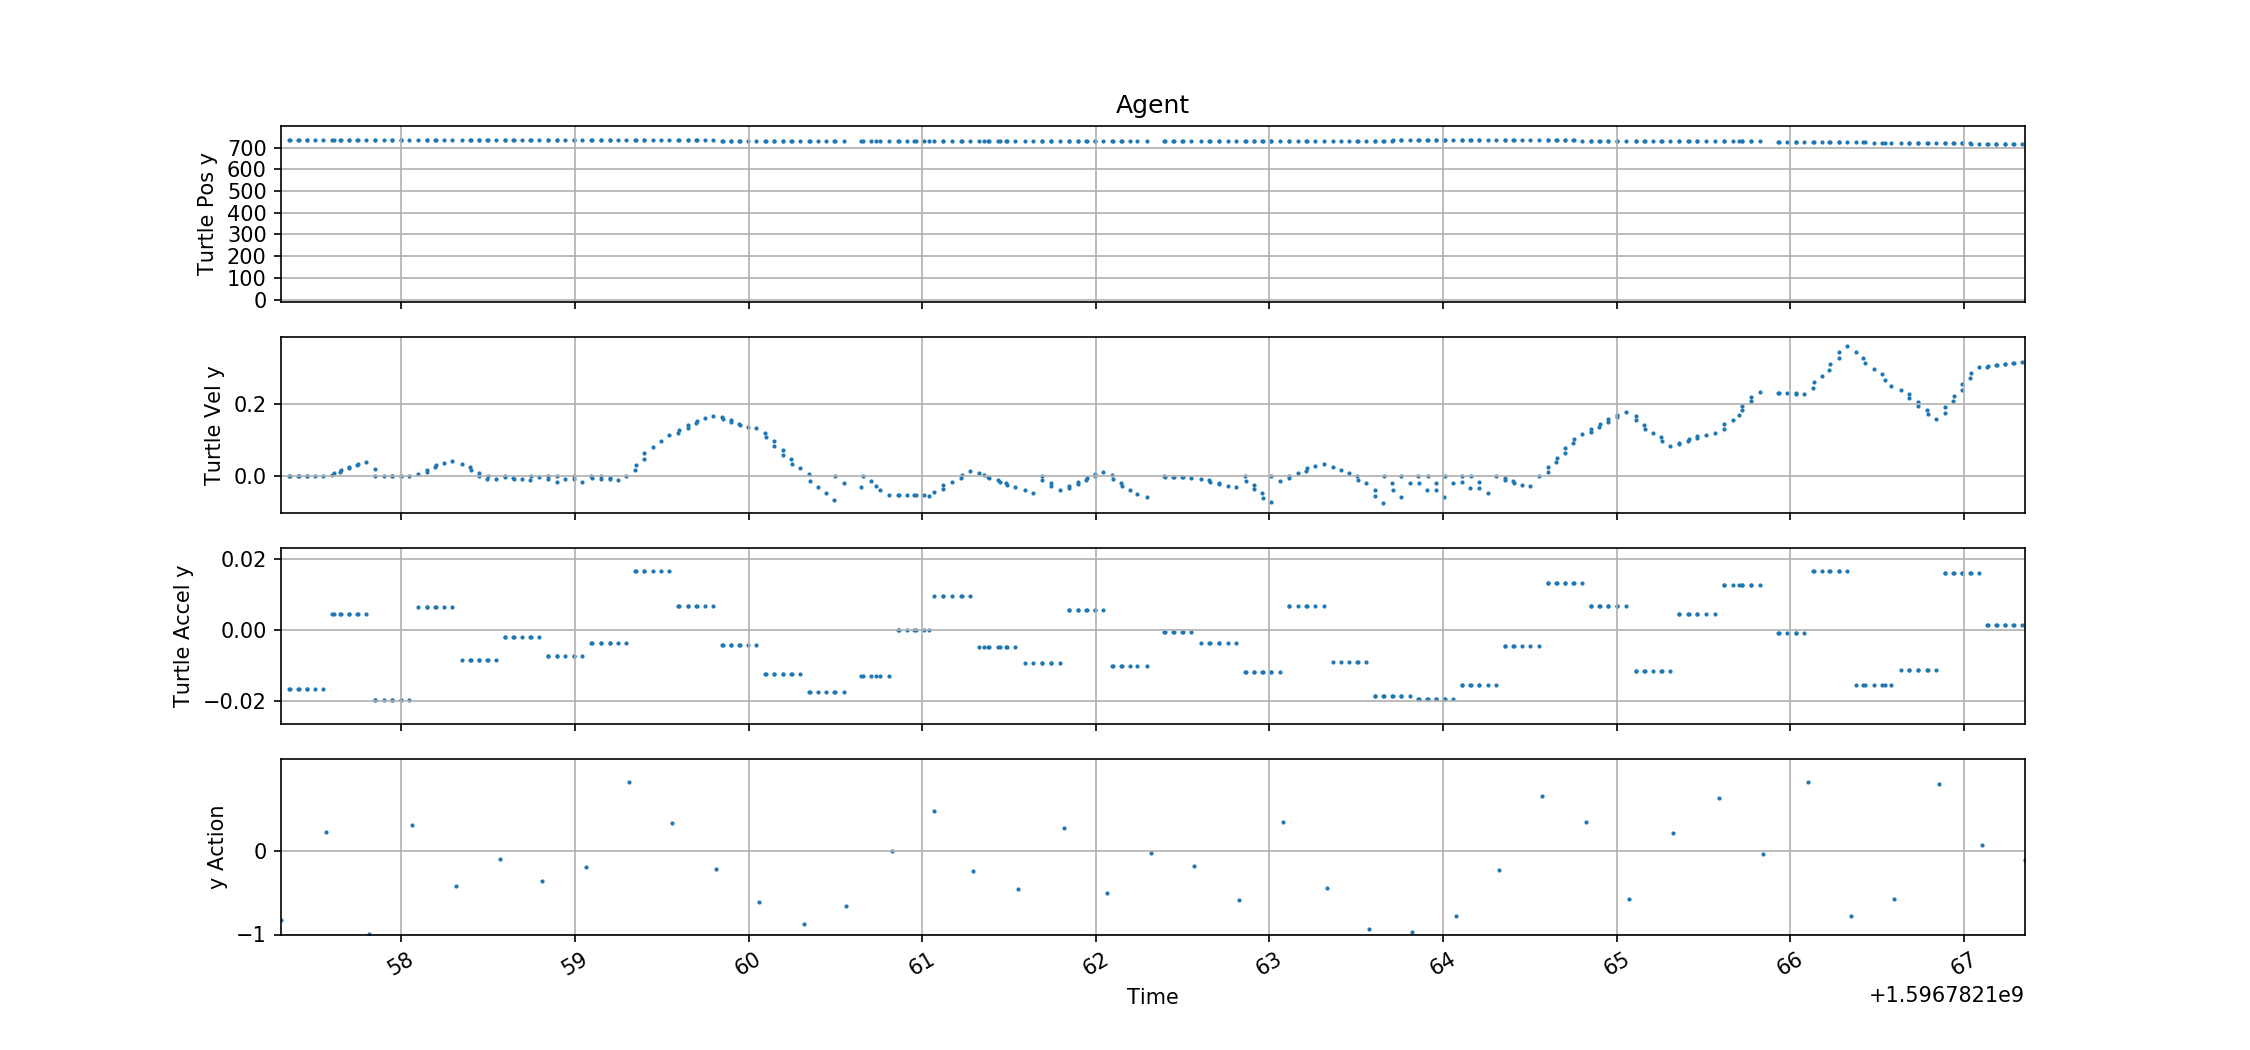 Agent
Turtle Pos y
700
600
500
400
300
200
100
0
Turtle Vel y
0.2
0.0
Turtle Accel y
0.02
0.00
−0.02
y Action
0
−1
58 59 60 61 62 63 64 65 66 67
Time
+1.5967821e9